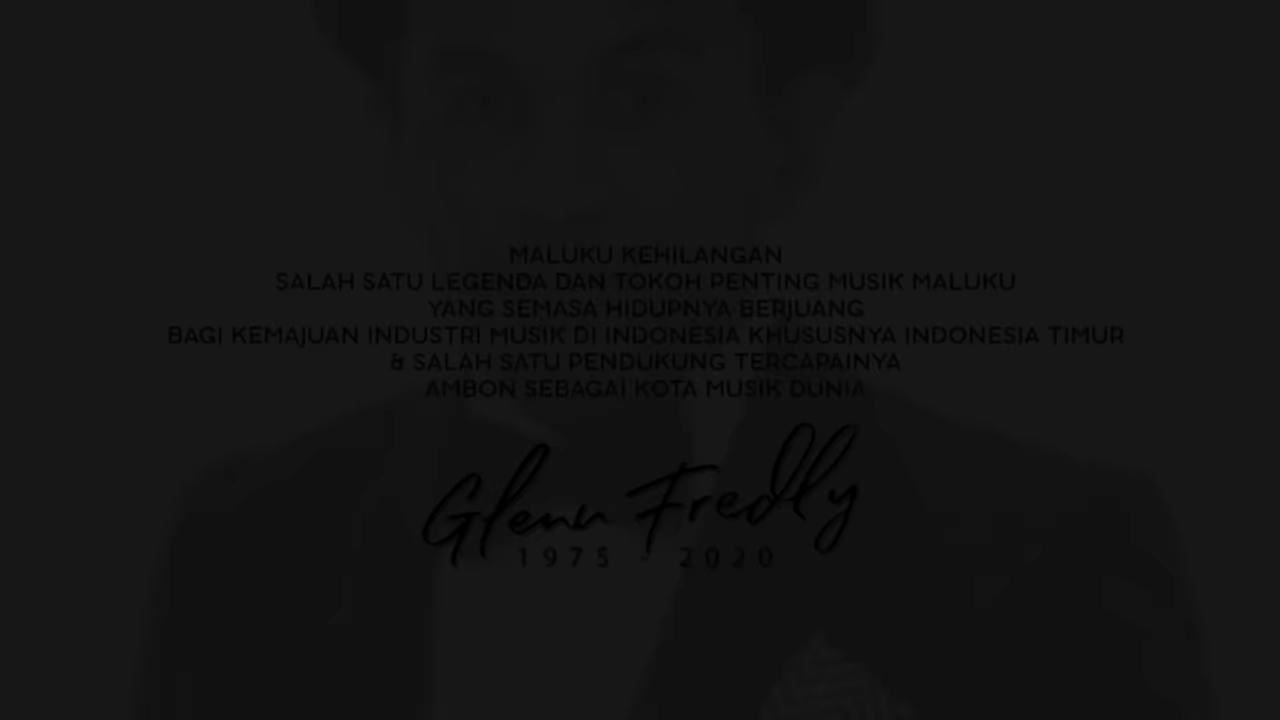 MALUKU KEHILANGAN
SALAH SATU LEGENDA DAN TOKOH PENTING MUSIK MALUKU
YANG SEMASA HIDUPNYA BERJUANG
BAGI KEMAJUAN INDUSTRI MUSIK DI INDONESIA KHUSUSNYA INDONESIA TIMUR
& SALAH SATU PENDUKUNG TERCAPAINYA
AMBON SEBAGAI KOTA MUSIK DUNIA
Glenn Fredly
1975 - 2020